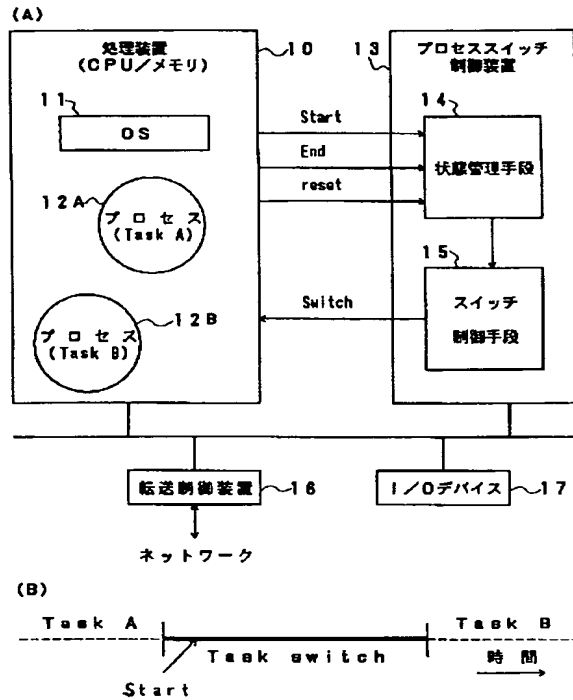 (A)
処理装置
(CPU/メモリ)
10
11
OS
12A
プロセス
(Task A)
12B
プロセス
(Task B)
Start
End
reset
Switch
13
プロセススイッチ
制御装置
14
状態管理手段
15
スイッチ
制御手段
転送制御装置
16
I/Oデバイス
17
ネットワーク
(B)
Task A
Task B
Task switch
時間
Start